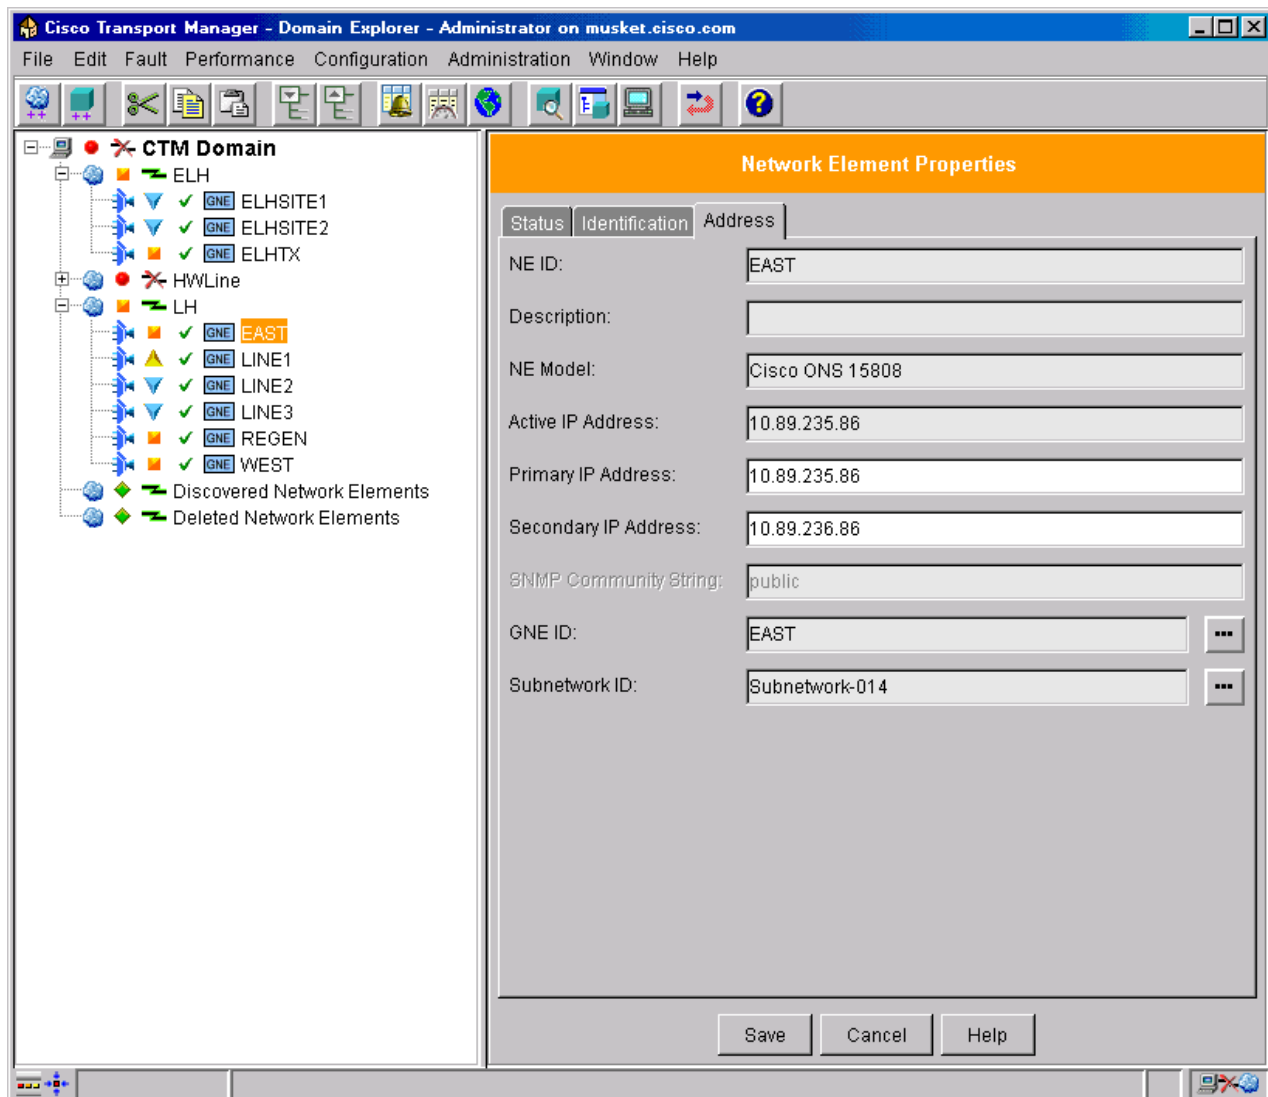 Cisco Transport Manager - Domain Explorer - Administrator on musket.cisco.com
File Edit Fault Performance Configuration Administration Window Help
CTM Domain
ELH
GNE ELHSITE1
GNE ELHSITE2
GNE ELHTX
HWLine
LH
GNE EAST
GNE LINE1
GNE LINE2
GNE LINE3
GNE REGEN
GNE WEST
Discovered Network Elements
Deleted Network Elements
Network Element Properties
Status Identification Address
NE ID: EAST
Description:
NE Model: Cisco ONS 15808
Active IP Address: 10.89.235.86
Primary IP Address: 10.89.235.86
Secondary IP Address: 10.89.236.86
SNMP Community String: public
GNE ID: EAST
Subnetwork ID: Subnetwork-014
Save Cancel Help